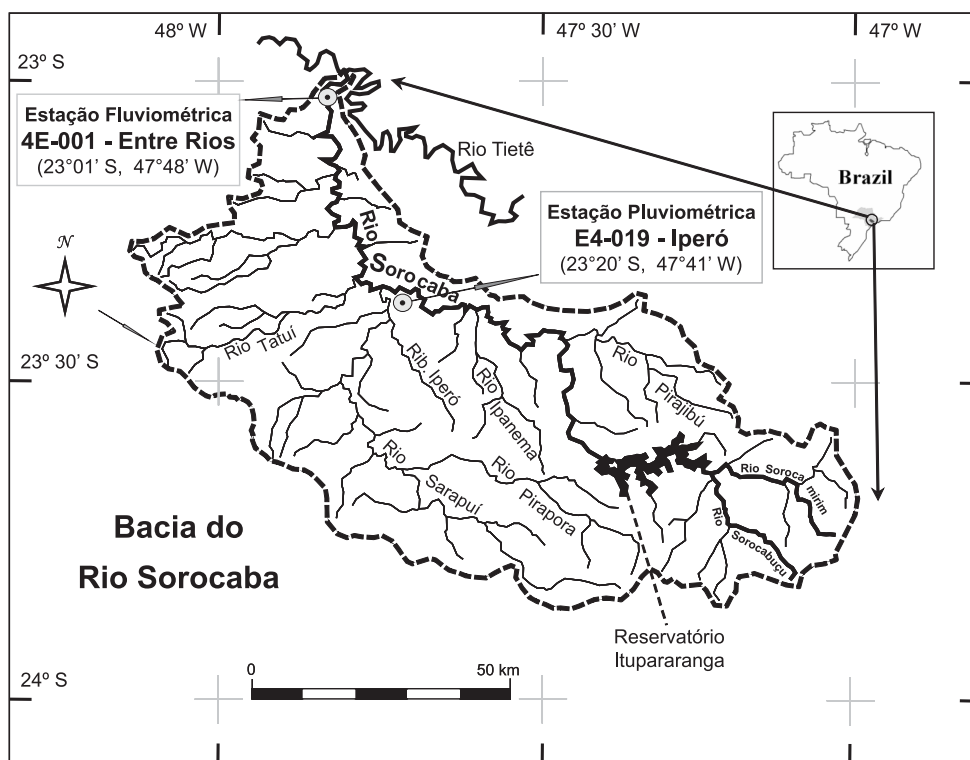 48º W
47º 30' W
47º W
23º S
Estação Fluviométrica
4E-001 - Entre Rios
(23°01' S, 47°48' W)
Rio Tietê
Brazil
Estação Pluviométrica
E4-019 - Iperó
(23°20' S, 47°41' W)
Rio
Sorocaba
N
Rio Tatuí
23º 30' S
Rib. Iperó
Rio
Ipanema
Rio
Pirajibú
Rio
Sarapuí
Rio
Pirapora
Rio Soroca
mirim
Rio
Sorocabuçu
Bacia do
Rio Sorocaba
Reservatório
Itupararanga
0
50 km
24º S